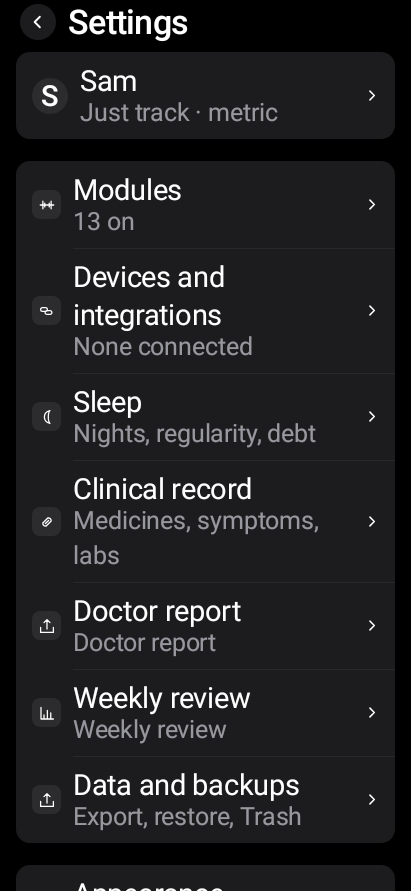 Settings
S
Sam
Just track · metric
Modules
13 on
Devices and
integrations
None connected
Sleep
Nights, regularity, debt
Clinical record
Medicines, symptoms,
labs
Doctor report
Doctor report
Weekly review
Weekly review
Data and backups
Export, restore, Trash
Appearance